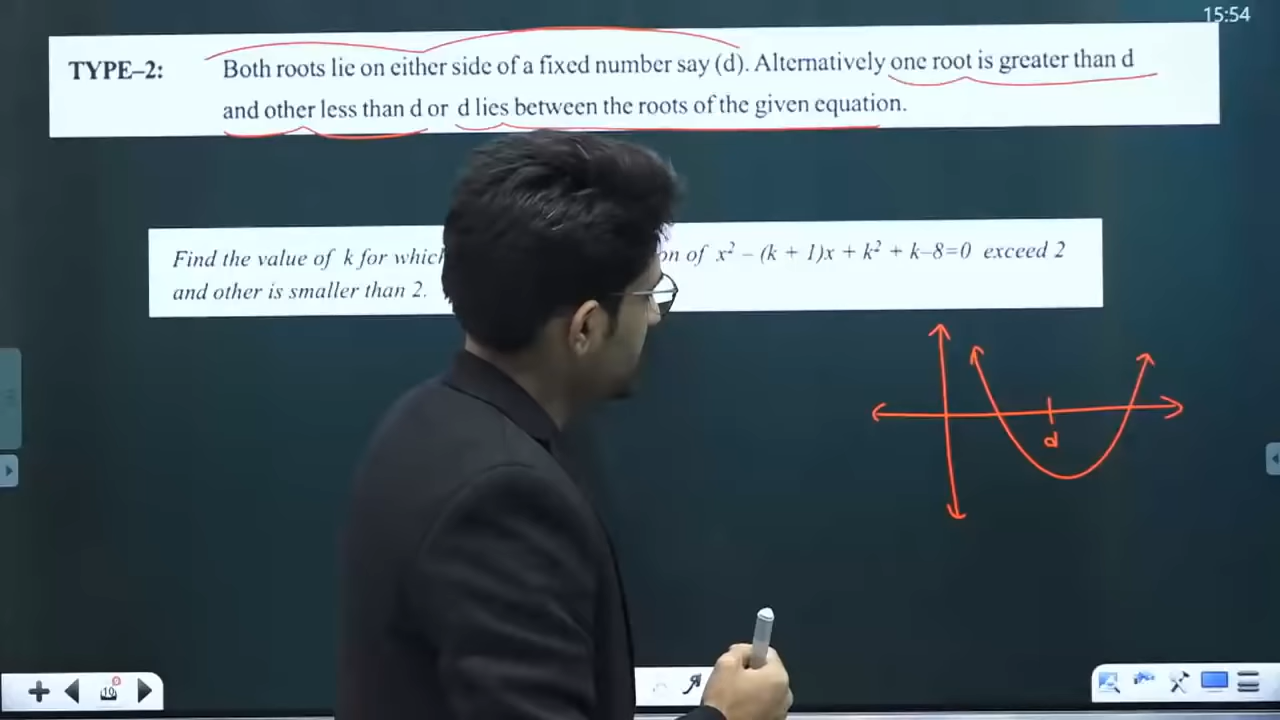 15:54
TYPE–2: Both roots lie on either side of a fixed number say (d). Alternatively one root is greater than d
and other less than d or d lies between the roots of the given equation.
Find the value of k for which on of x² – (k + 1)x + k² + k–8=0 exceed 2
and other is smaller than 2.
d
10